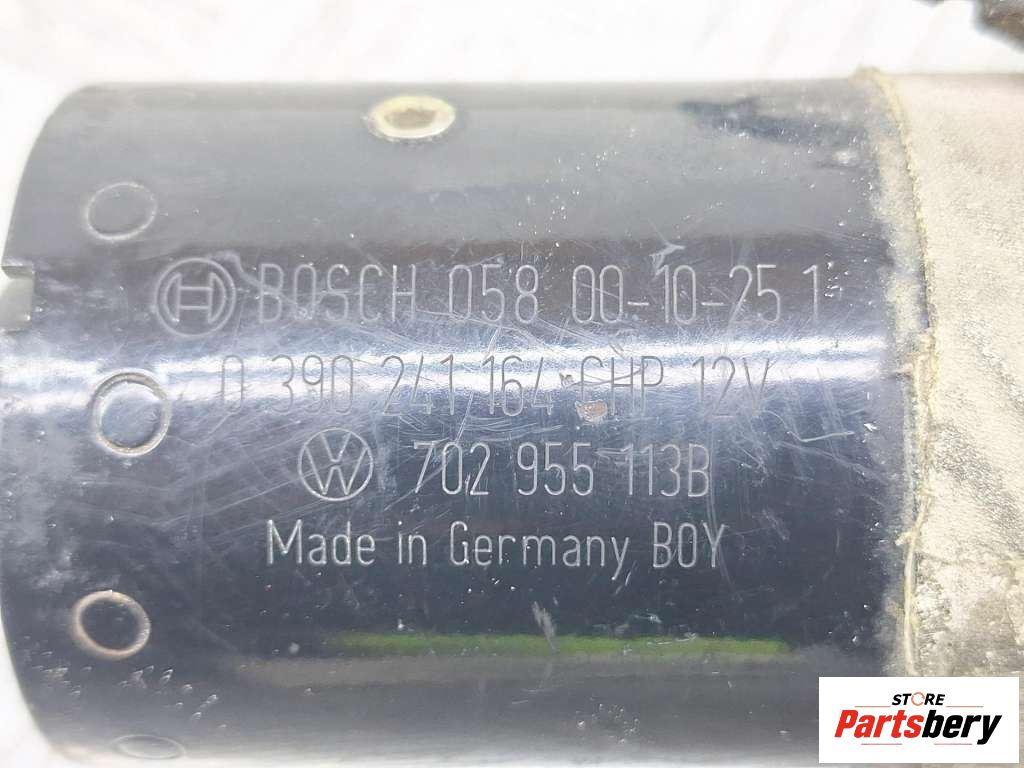 BOSCH 058 00-10-25 1
0 390 241 164 CHP 12V
VW 702 955 113B
Made in Germany BOY
STORE
Partsbery